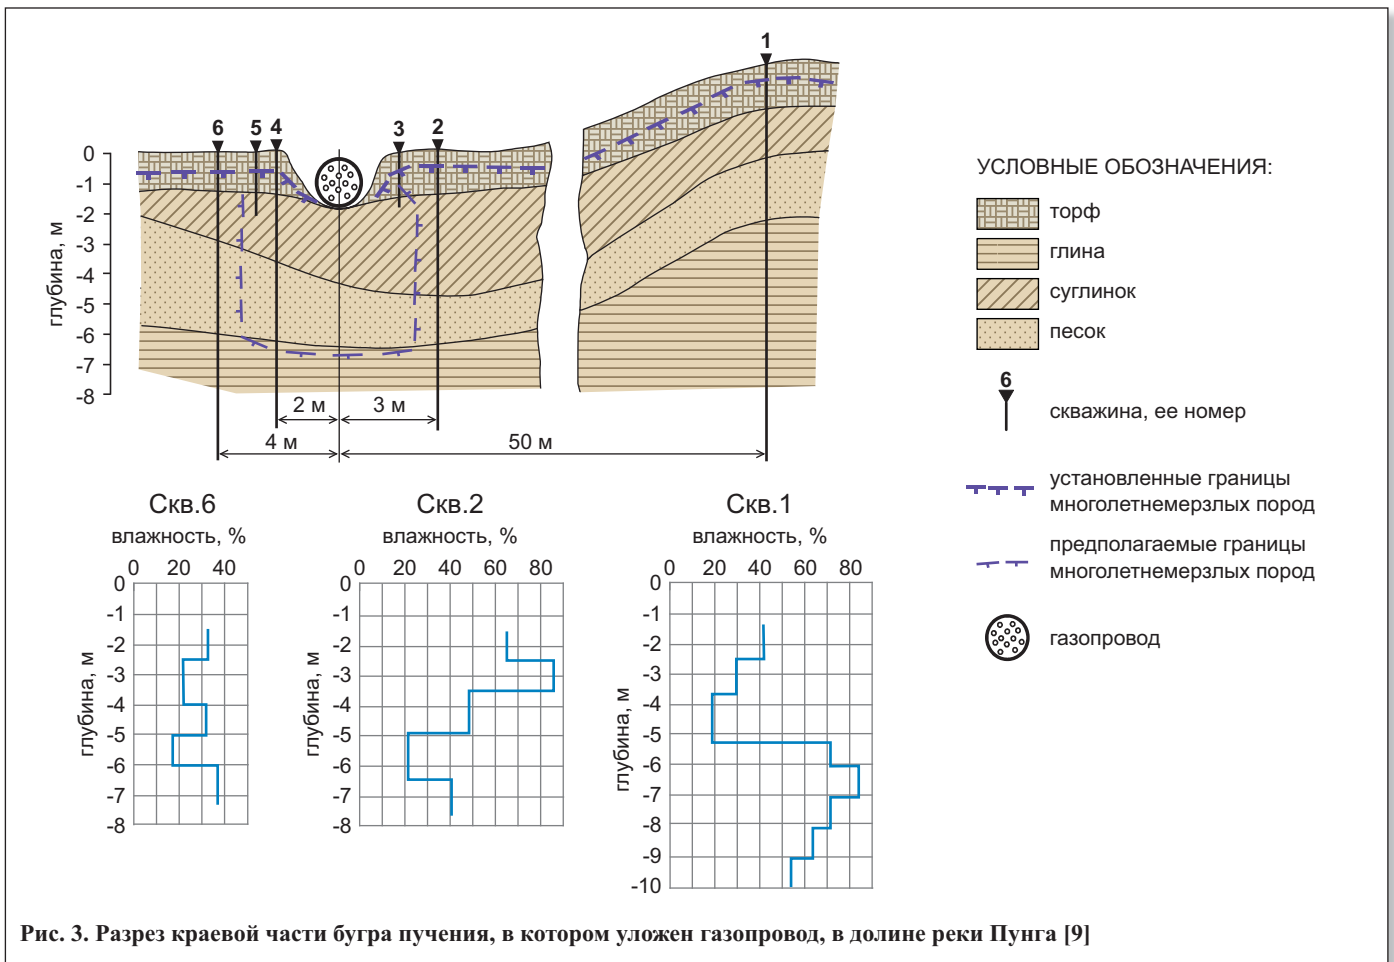 1
6 5 4 3 2
0
-1
-2
-3
-4
-5
-6
-7
-8
глубина, м
2 м
3 м
4 м
50 м
УСЛОВНЫЕ ОБОЗНАЧЕНИЯ:
торф
глина
суглинок
песок
6
скважина, ее номер
установленные границы
многолетнемерзлых пород
предполагаемые границы
многолетнемерзлых пород
газопровод
Скв.6
влажность, %
0 20 40
0
-1
-2
-3
-4
-5
-6
-7
-8
глубина, м
Скв.2
влажность, %
0 20 40 60 80
0
-1
-2
-3
-4
-5
-6
-7
-8
глубина, м
Скв.1
влажность, %
0 20 40 60 80
0
-1
-2
-3
-4
-5
-6
-7
-8
-9
-10
глубина, м
Рис. 3. Разрез краевой части бугра пучения, в котором уложен газопровод, в долине реки Пунга [9]